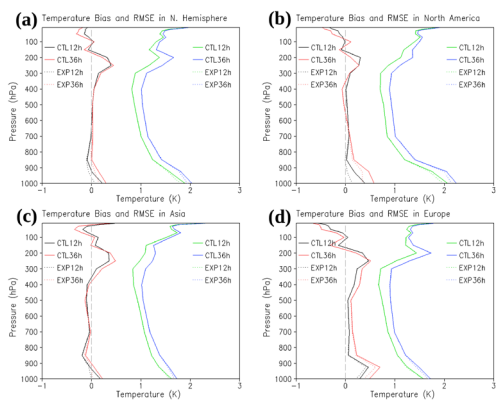 (a) Temperature Bias and RMSE in N. Hemisphere
Pressure (hPa)
100
200
300
400
500
600
700
800
900
1000
CTL12h
CTL36h
EXP12h
EXP36h
CTL12h
CTL36h
EXP12h
EXP36h
−1 0 1 2 3
Temperature (K)
(b) Temperature Bias and RMSE in North America
Pressure (hPa)
100
200
300
400
500
600
700
800
900
1000
CTL12h
CTL36h
EXP12h
EXP36h
CTL12h
CTL36h
EXP12h
EXP36h
−1 0 1 2 3
Temperature (K)
(c) Temperature Bias and RMSE in Asia
Pressure (hPa)
100
200
300
400
500
600
700
800
900
1000
CTL12h
CTL36h
EXP12h
EXP36h
CTL12h
CTL36h
EXP12h
EXP36h
−1 0 1 2 3
Temperature (K)
(d) Temperature Bias and RMSE in Europe
Pressure (hPa)
100
200
300
400
500
600
700
800
900
1000
CTL12h
CTL36h
EXP12h
EXP36h
CTL12h
CTL36h
EXP12h
EXP36h
−1 0 1 2 3
Temperature (K)